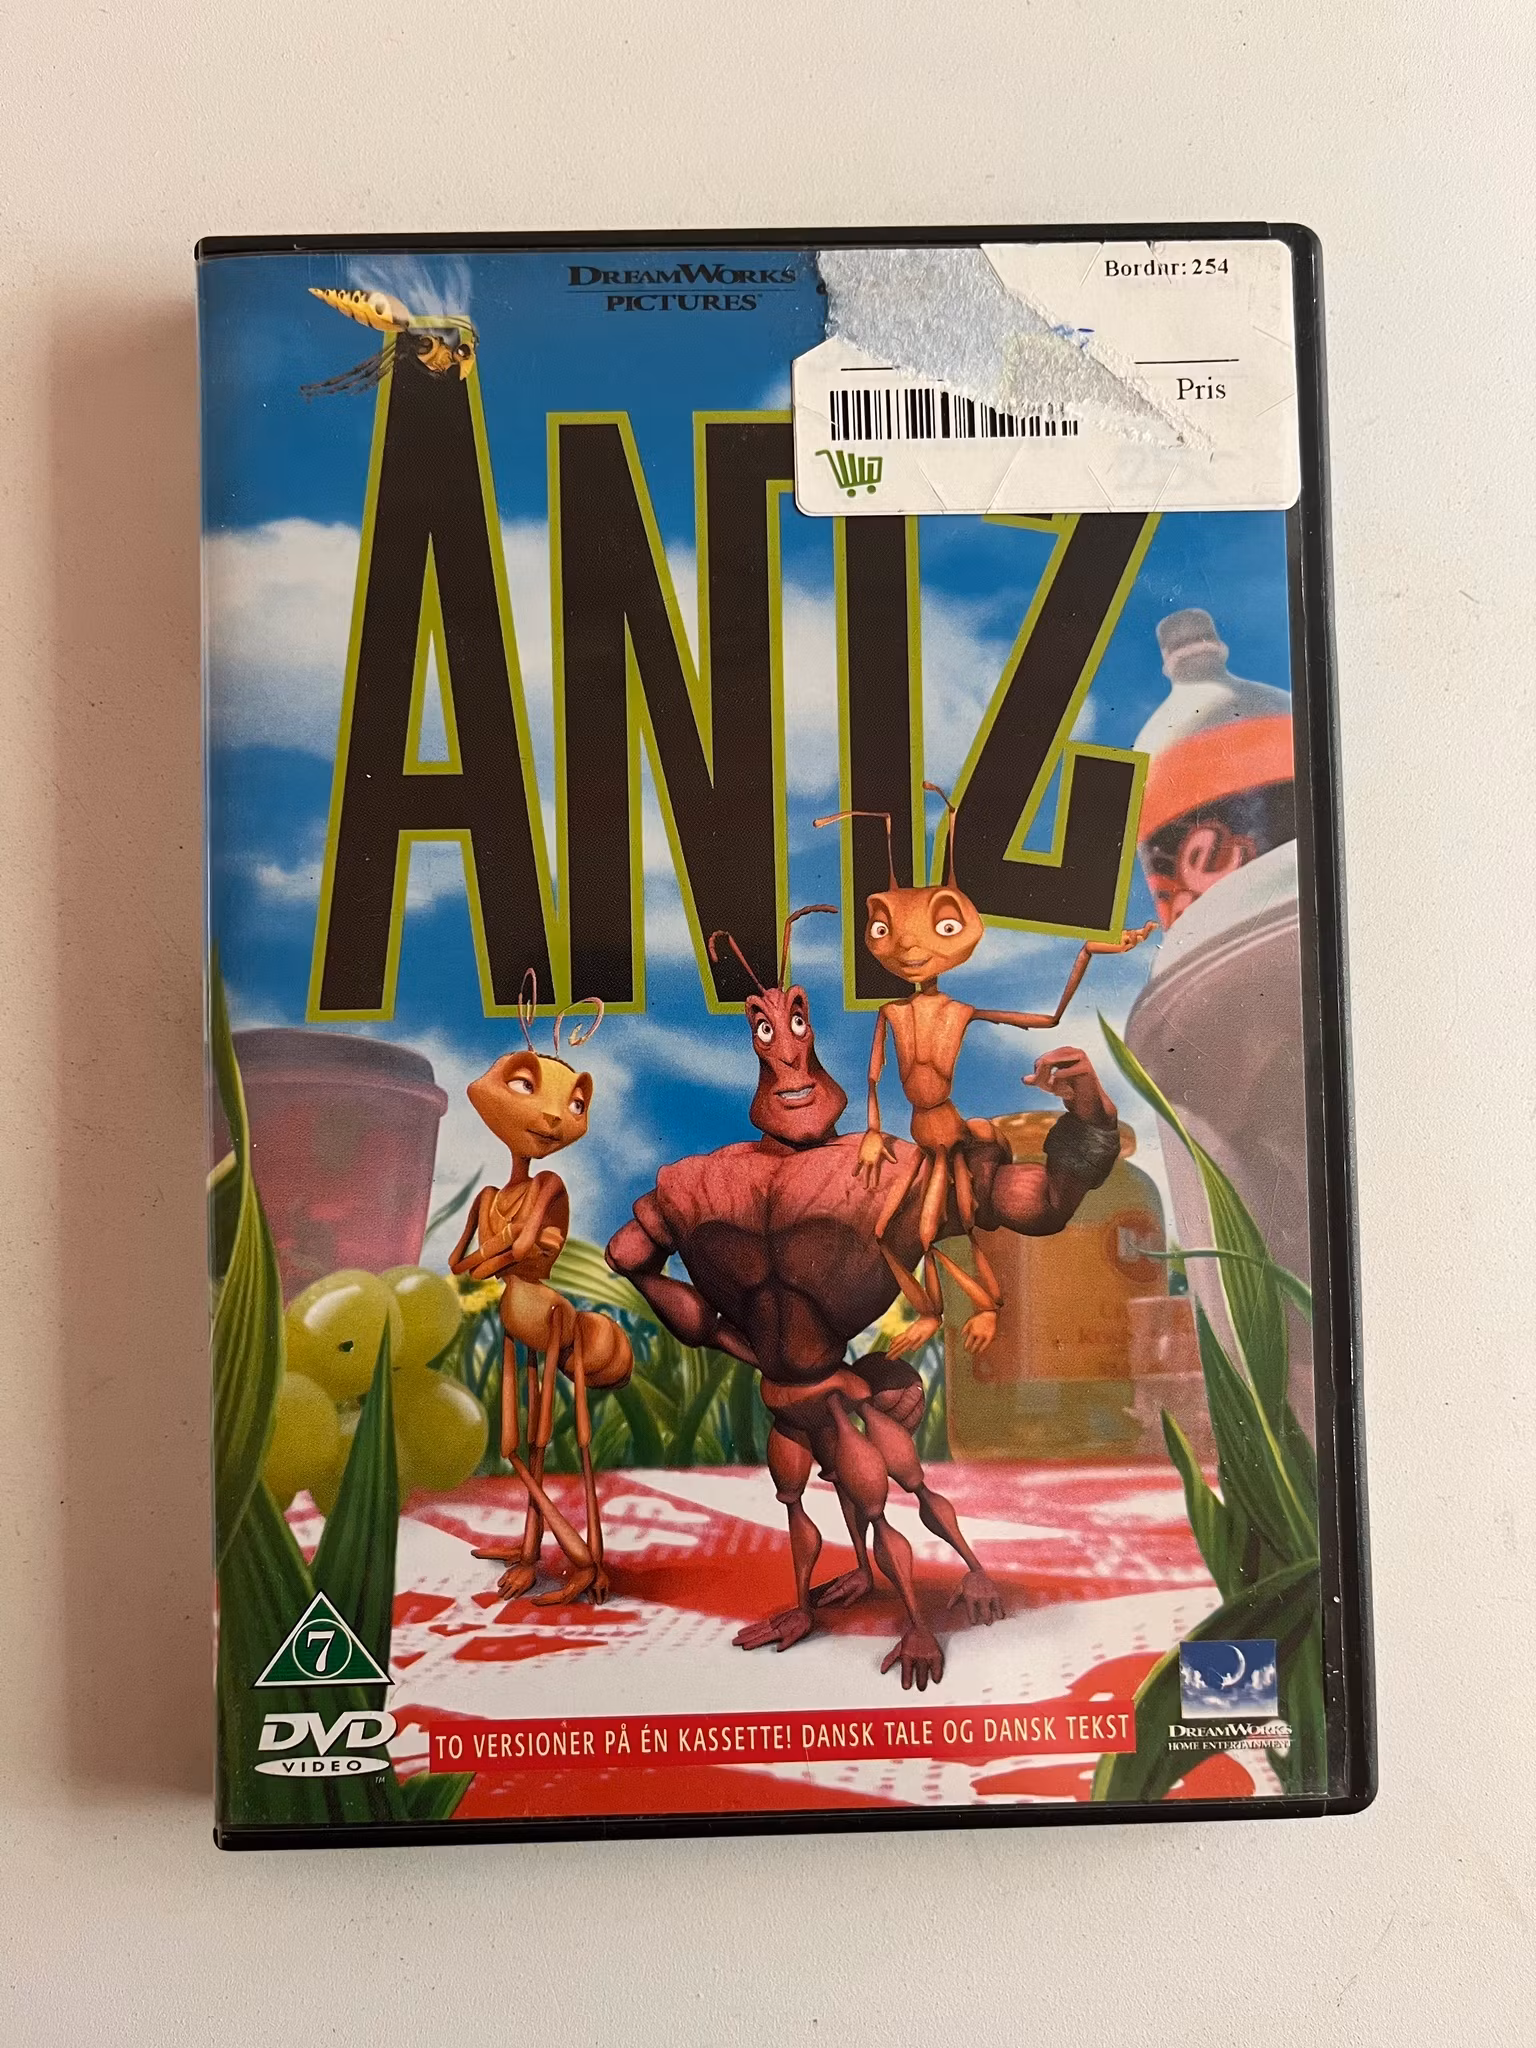 DREAMWORKS
PICTURES
Bordnr: 254
Pris
ANTZ
7
DVD
VIDEO
TM
TO VERSIONER PÅ ÉN KASSETTE! DANSK TALE OG DANSK TEKST
DREAMWORKS
HOME ENTERTAINMENT